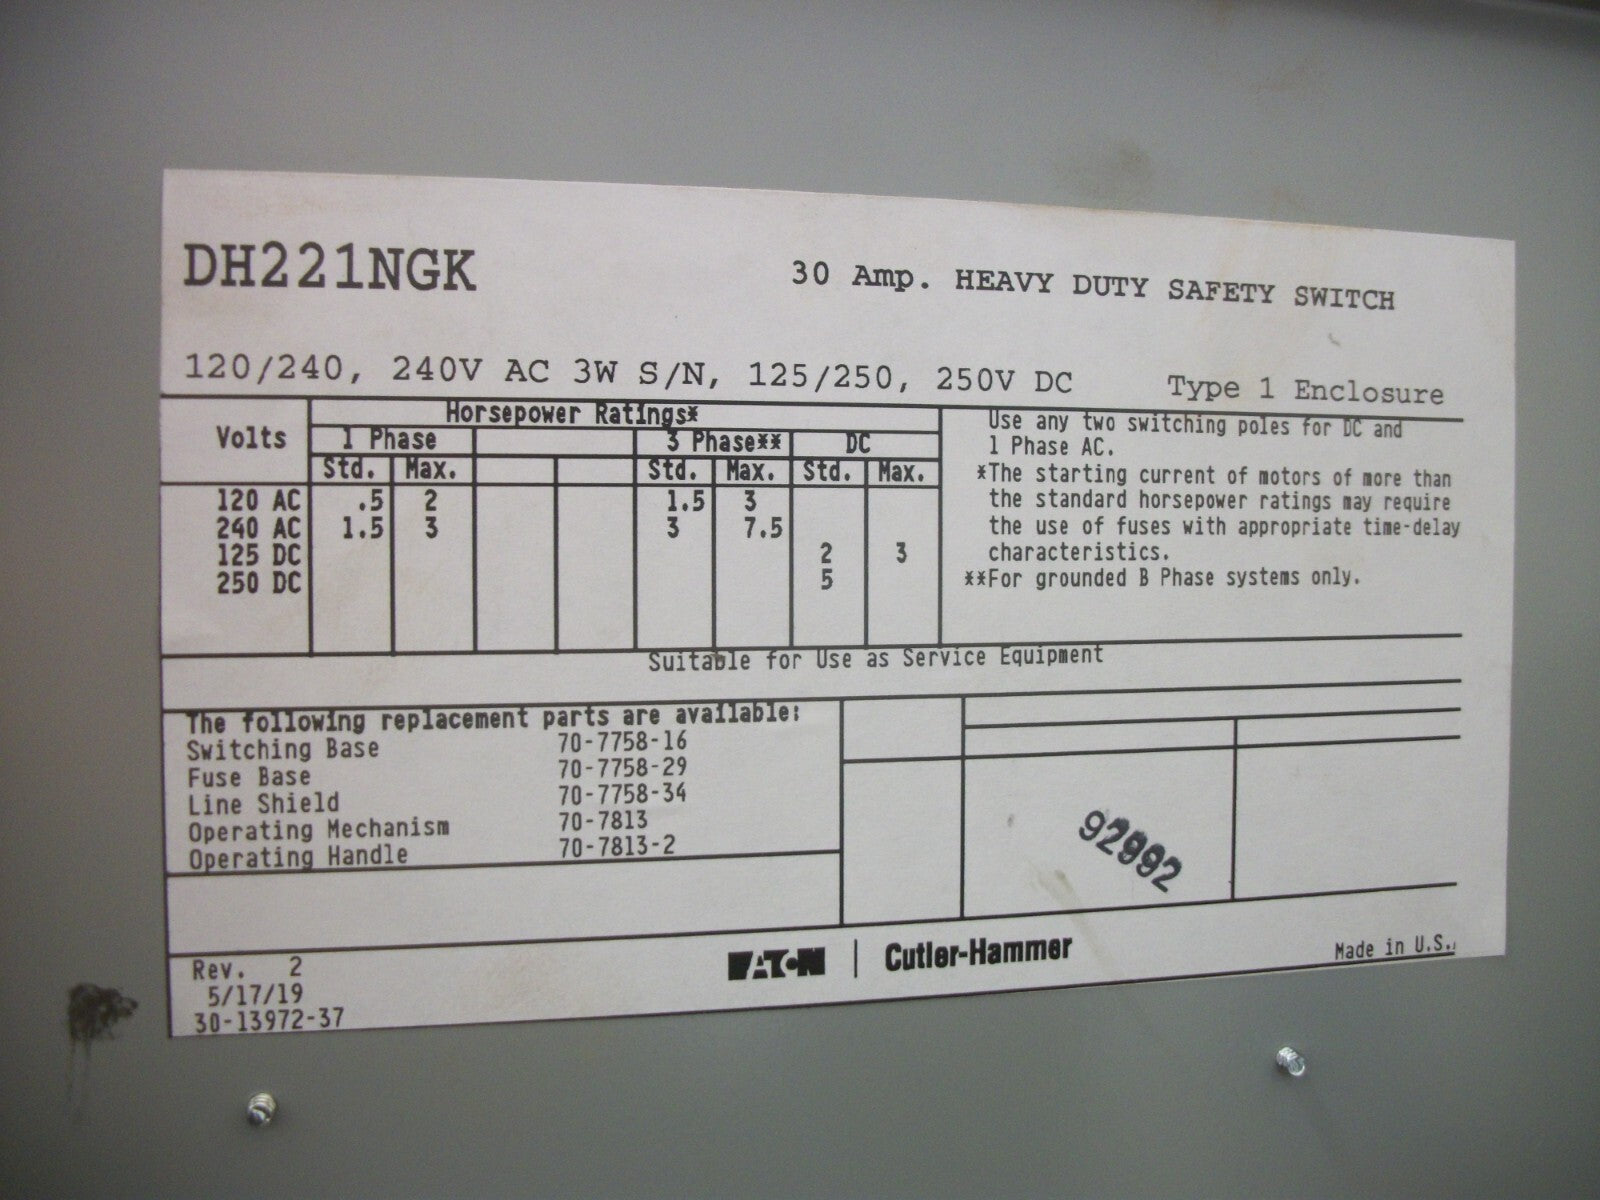 DH221NGK
30 Amp. HEAVY DUTY SAFETY SWITCH
120/240, 240V AC 3W S/N, 125/250, 250V DC
Type 1 Enclosure
Volts
Horsepower Ratings*
1 Phase 3 Phase** DC
Std. Max. Std. Max. Std. Max.
120 AC .5 2 1.5 3
240 AC 1.5 3 3 7.5
125 DC 2 3
250 DC 5
Use any two switching poles for DC and
1 Phase AC.
*The starting current of motors of more than
the standard horsepower ratings may require
the use of fuses with appropriate time-delay
characteristics.
**For grounded B Phase systems only.
Suitable for Use as Service Equipment
The following replacement parts are available:
Switching Base 70-7758-16
Fuse Base 70-7758-29
Line Shield 70-7758-34
Operating Mechanism 70-7813
Operating Handle 70-7813-2
92992
Rev. 2
5/17/19
30-13972-37
EATON | Cutler-Hammer
Made in U.S.